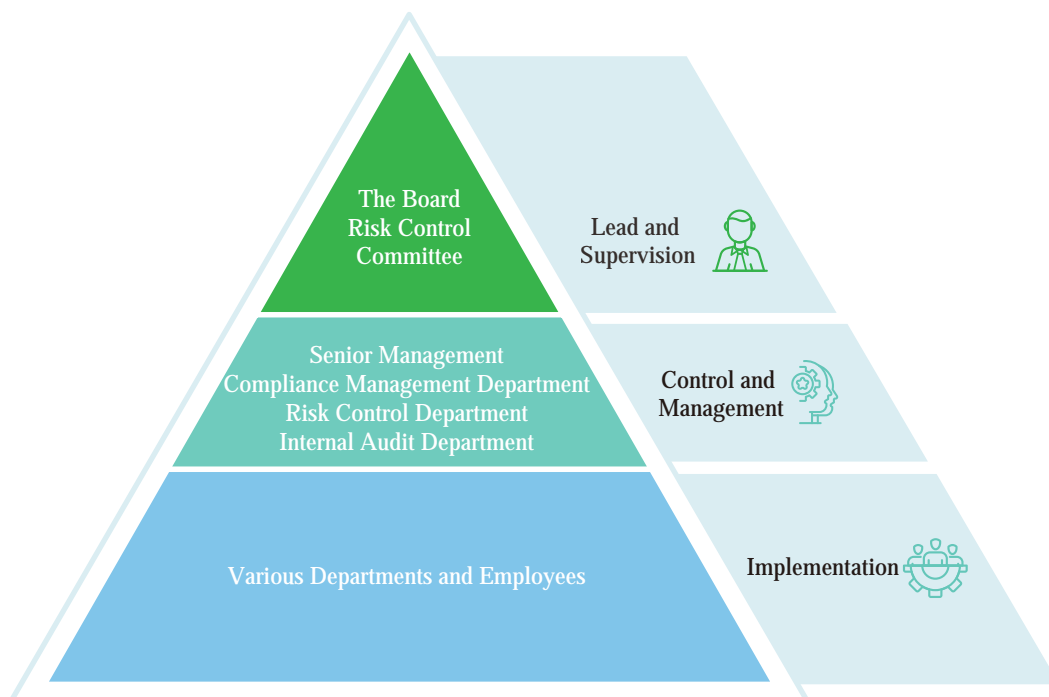 The Board
Risk Control
Committee
Lead and
Supervision
Senior Management
Compliance Management Department
Risk Control Department
Internal Audit Department
Control and
Management
Various Departments and Employees
Implementation